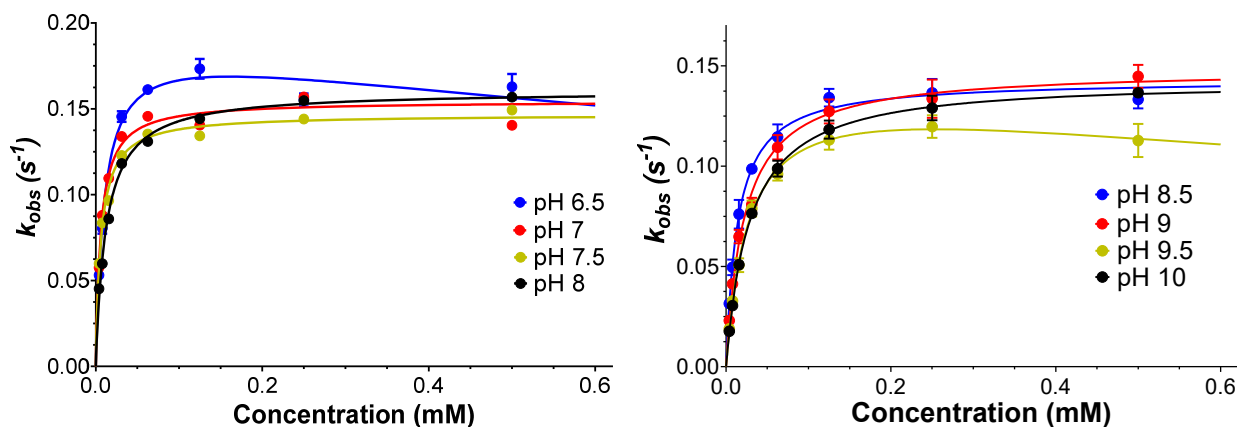 0.20
0.15
0.10
0.05
0.00
k_obs (s⁻¹)
pH 6.5
pH 7
pH 7.5
pH 8
0.0
0.2
0.4
0.6
Concentration (mM)
0.15
0.10
0.05
0.00
k_obs (s⁻¹)
pH 8.5
pH 9
pH 9.5
pH 10
0.0
0.2
0.4
0.6
Concentration (mM)